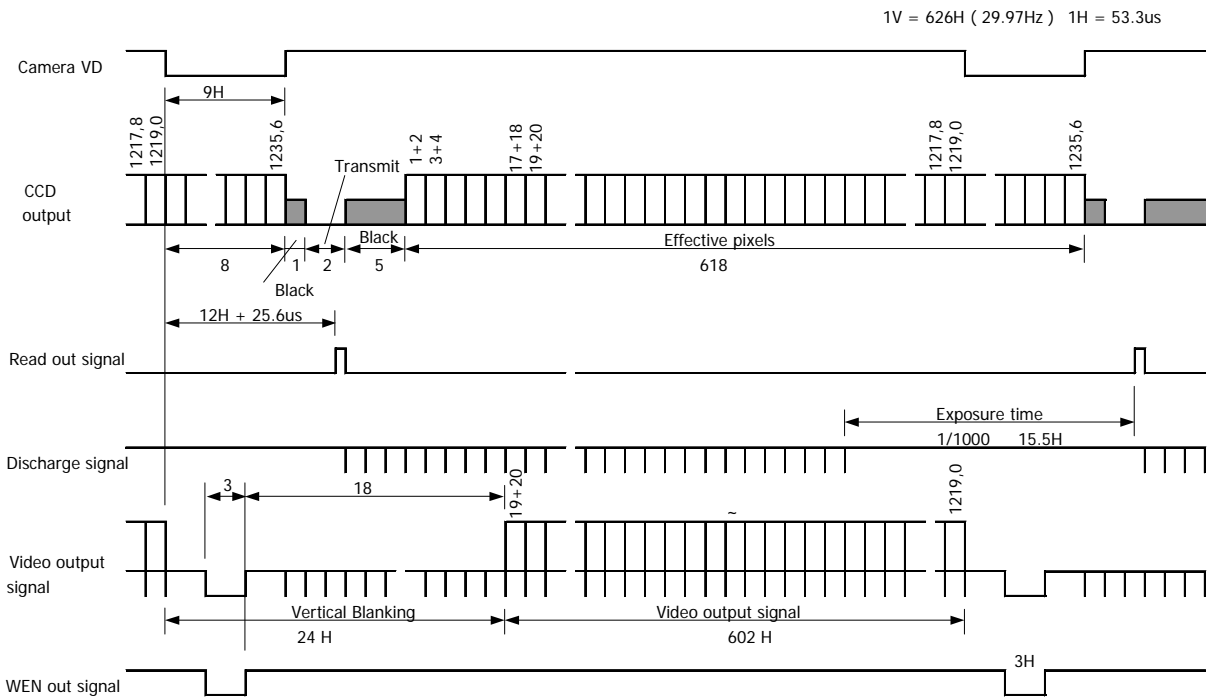 1V = 626H ( 29.97Hz ) 1H = 53.3us
Camera VD
9H
1217,8
1219,0
1235,6
Transmit
1+2
3+4
17+18
19+20
1217,8
1219,0
1235,6
CCD
output
Black
Effective pixels
8
1
2
5
618
Black
12H + 25.6us
Read out signal
Exposure time
1/1000 15.5H
Discharge signal
3
18
19+20
~
1219,0
Video output
signal
Vertical Blanking
Video output signal
24 H
602 H
3H
WEN out signal